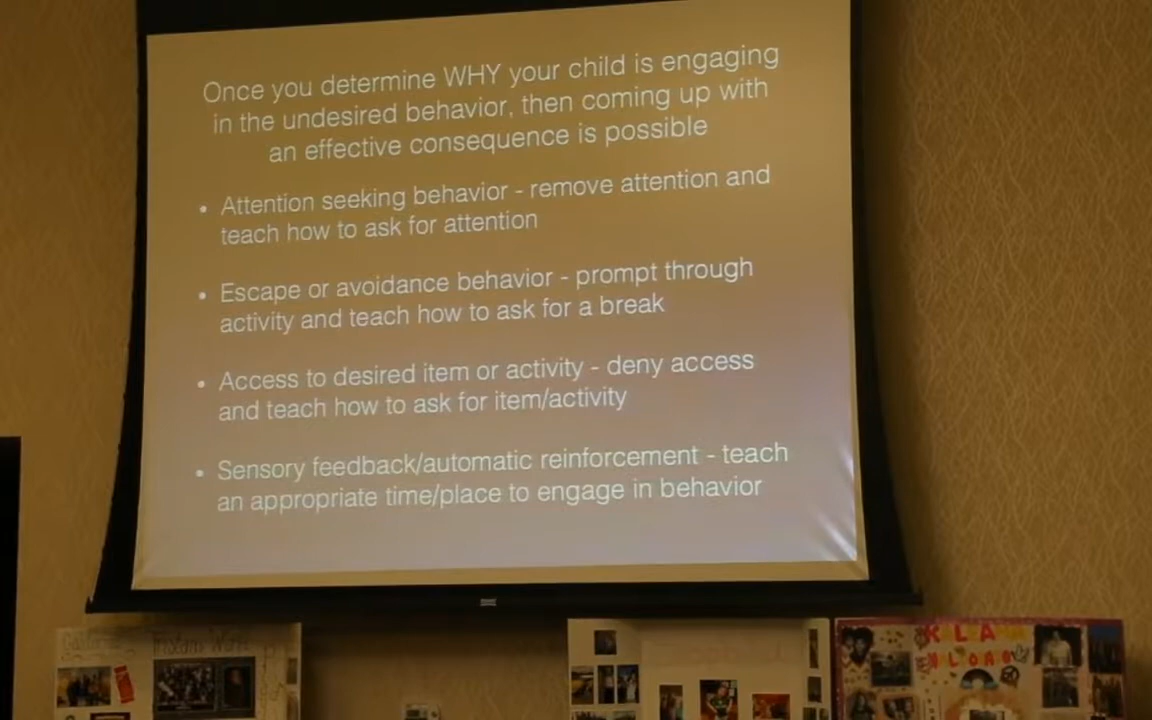 Once you determine WHY your child is engaging
in the undesired behavior, then coming up with
an effective consequence is possible
• Attention seeking behavior - remove attention and
teach how to ask for attention
• Escape or avoidance behavior - prompt through
activity and teach how to ask for a break
• Access to desired item or activity - deny access
and teach how to ask for item/activity
• Sensory feedback/automatic reinforcement - teach
an appropriate time/place to engage in behavior